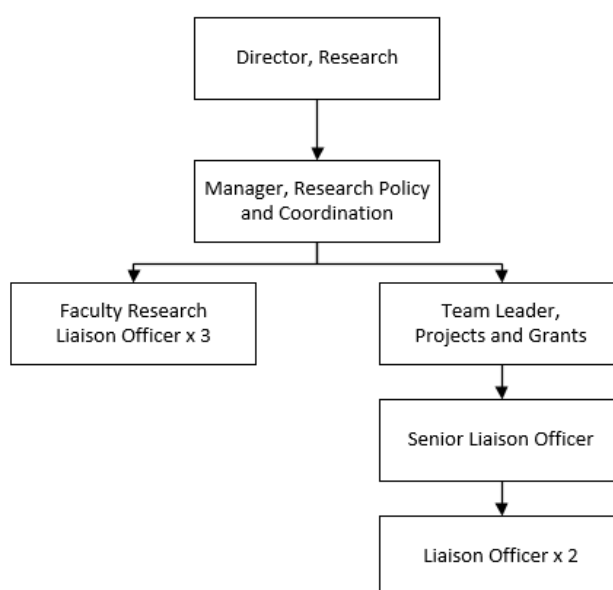 Director, Research
Manager, Research Policy
and Coordination
Faculty Research
Liaison Officer x 3
Team Leader,
Projects and Grants
Senior Liaison Officer
Liaison Officer x 2